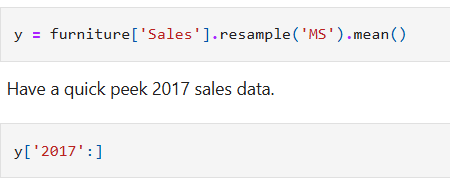 y = furniture['Sales'].resample('MS').mean()
Have a quick peek 2017 sales data.
y['2017':]